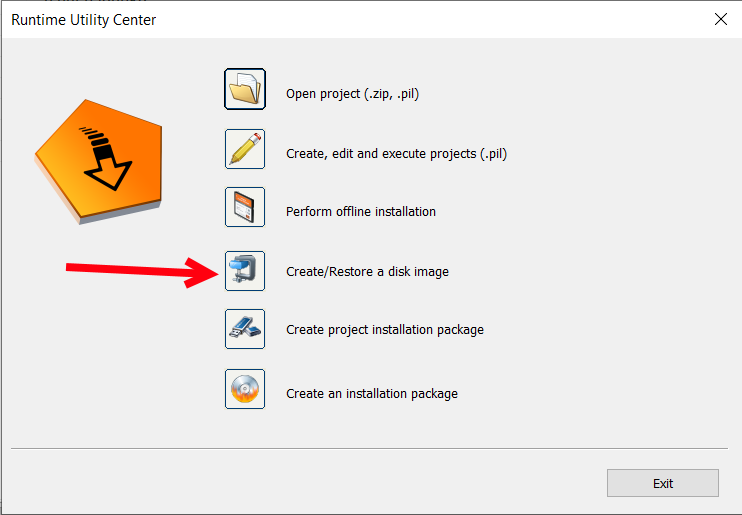 Runtime Utility Center
Open project (.zip, .pil)
Create, edit and execute projects (.pil)
Perform offline installation
Create/Restore a disk image
Create project installation package
Create an installation package
Exit